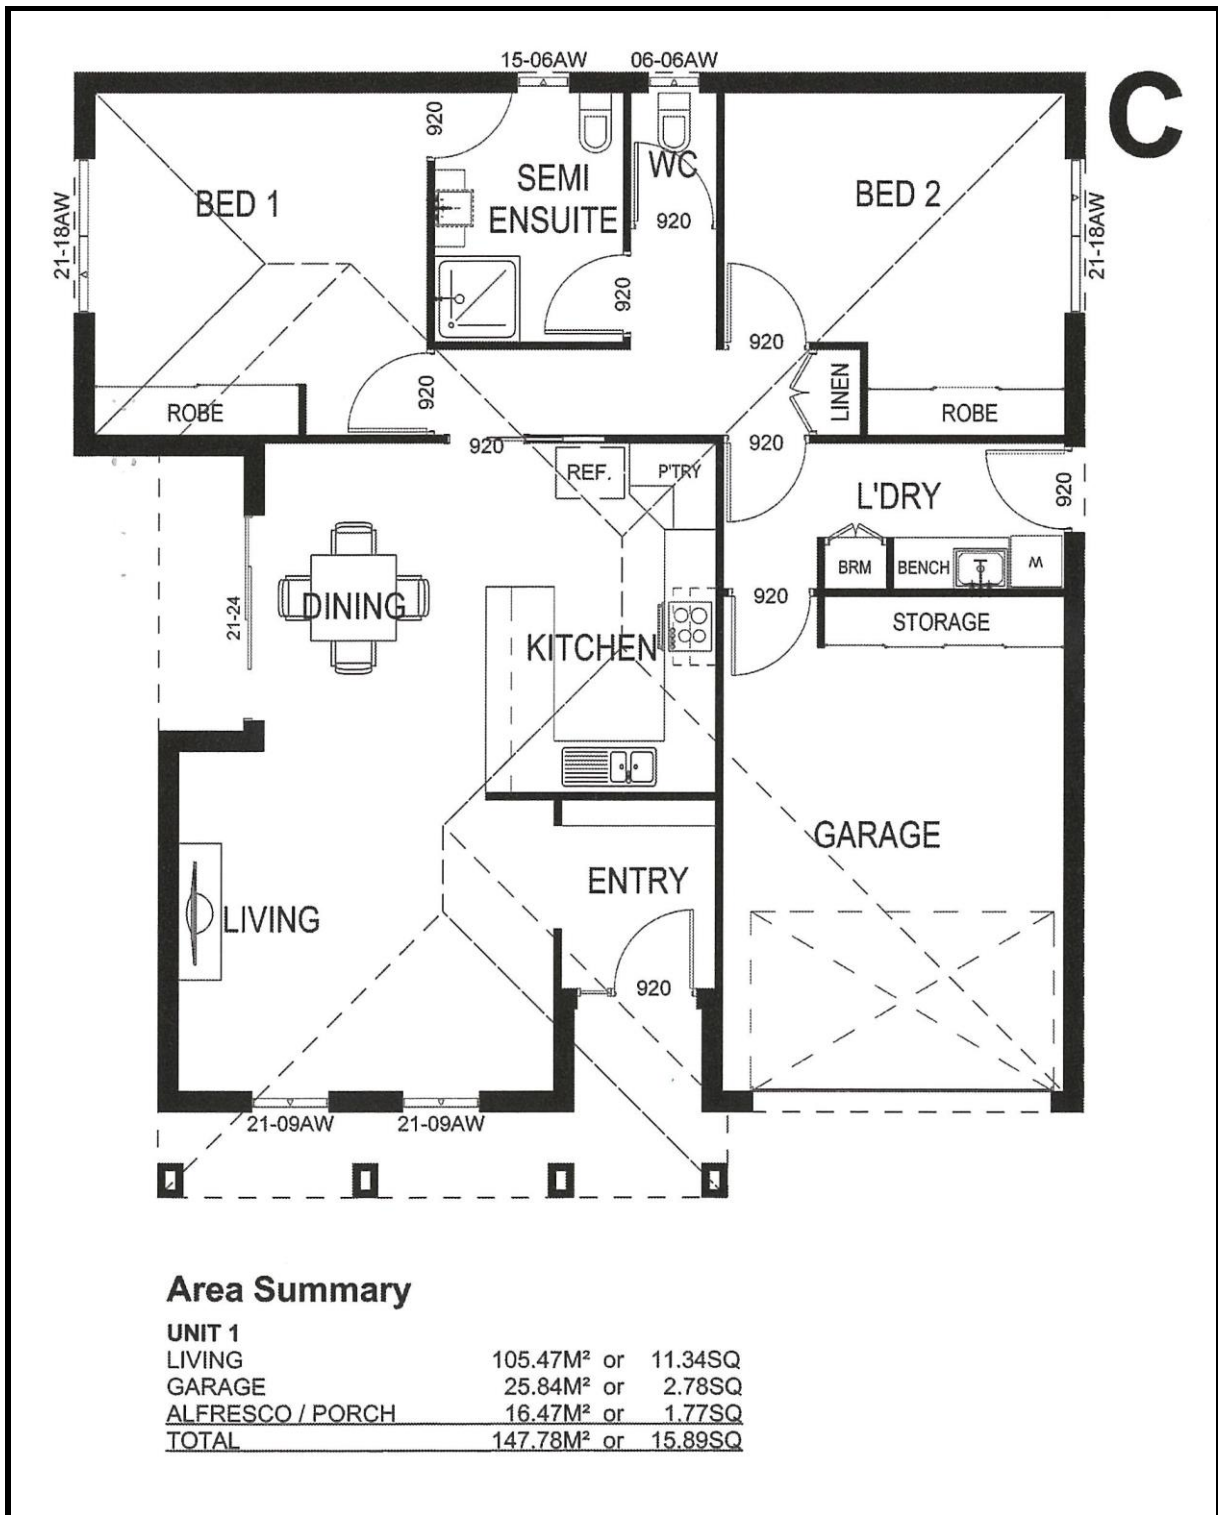 15-06AW 06-06AW
C
920
WC
SEMI
ENSUITE
BED 1
BED 2
920
21-18AW
21-18AW
920
920
LINEN
920
ROBE
ROBE
920
920
REF.
P'TRY
L'DRY
920
BRM
BENCH
W
920
21-24
DINING
STORAGE
KITCHEN
GARAGE
ENTRY
LIVING
920
21-09AW
21-09AW
Area Summary
UNIT 1
LIVING 105.47M² or 11.34SQ
GARAGE 25.84M² or 2.78SQ
ALFRESCO / PORCH 16.47M² or 1.77SQ
TOTAL 147.78M² or 15.89SQ